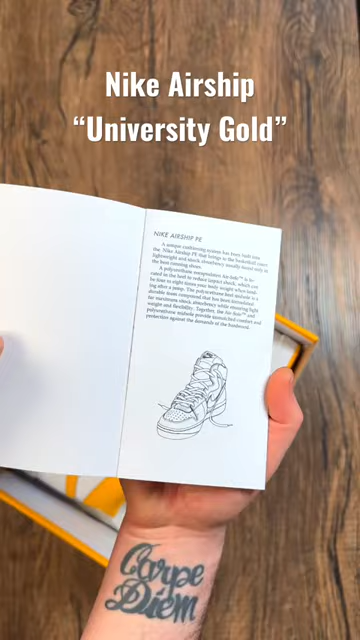 Nike Airship
“University Gold”
NIKE AIRSHIP PE
A unique cushioning system has been built into
the Nike Airship PE that brings to the basketball court
lightweight and shock absorbency usually found only in
the best running shoes.
A polyurethane encapsulation Air-Sole™ is lo-
cated in the heel to reduce impact shock, which can
be four to eight times your body weight when land-
ing after a jump. The polyurethane heel midsole is a
durable foam compound that has been formulated
for maximum shock absorbency while ensuring light
weight and flexibility. Together, the Air-Sole™ and
polyurethane midsole provide unmatched comfort and
protection against the demands of the hardwood.
Carpe
Diem